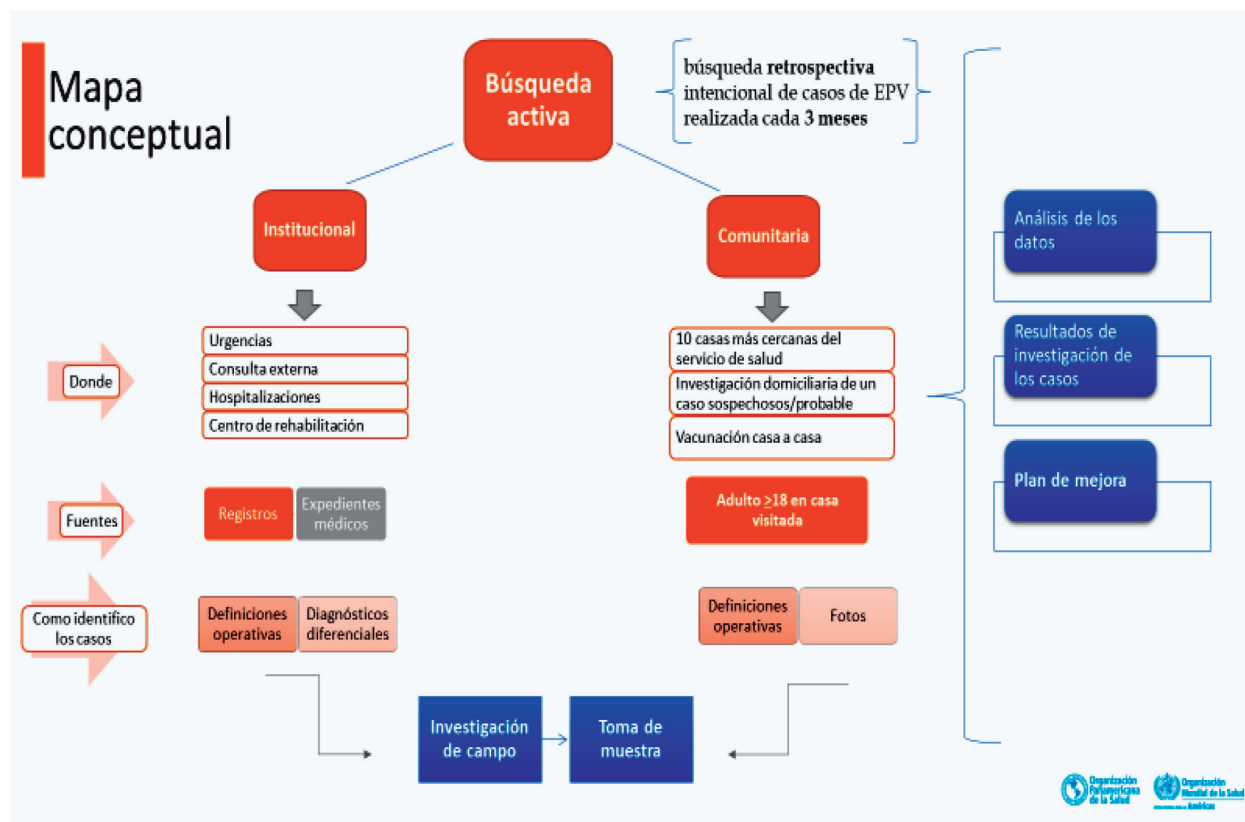 Mapa
conceptual
Búsqueda
activa
búsqueda retrospectiva
intencional de casos de EPV
realizada cada 3 meses
Institucional
Comunitaria
Donde
Urgencias
Consulta externa
Hospitalizaciones
Centro de rehabilitación
10 casas más cercanas del
servicio de salud
Investigación domiciliaria de un
caso sospechosos/probable
Vacunación casa a casa
Fuentes
Registros
Expedientes
médicos
Adulto ≥18 en casa
visitada
Como identifico
los casos
Definiciones
operativas
Diagnósticos
diferenciales
Definiciones
operativas
Fotos
Investigación
de campo
Toma de
muestra
Análisis de los
datos
Resultados de
investigación de
los casos
Plan de mejora
Organización
Panamericana
de la Salud
Organización
Mundial de la Salud
Américas